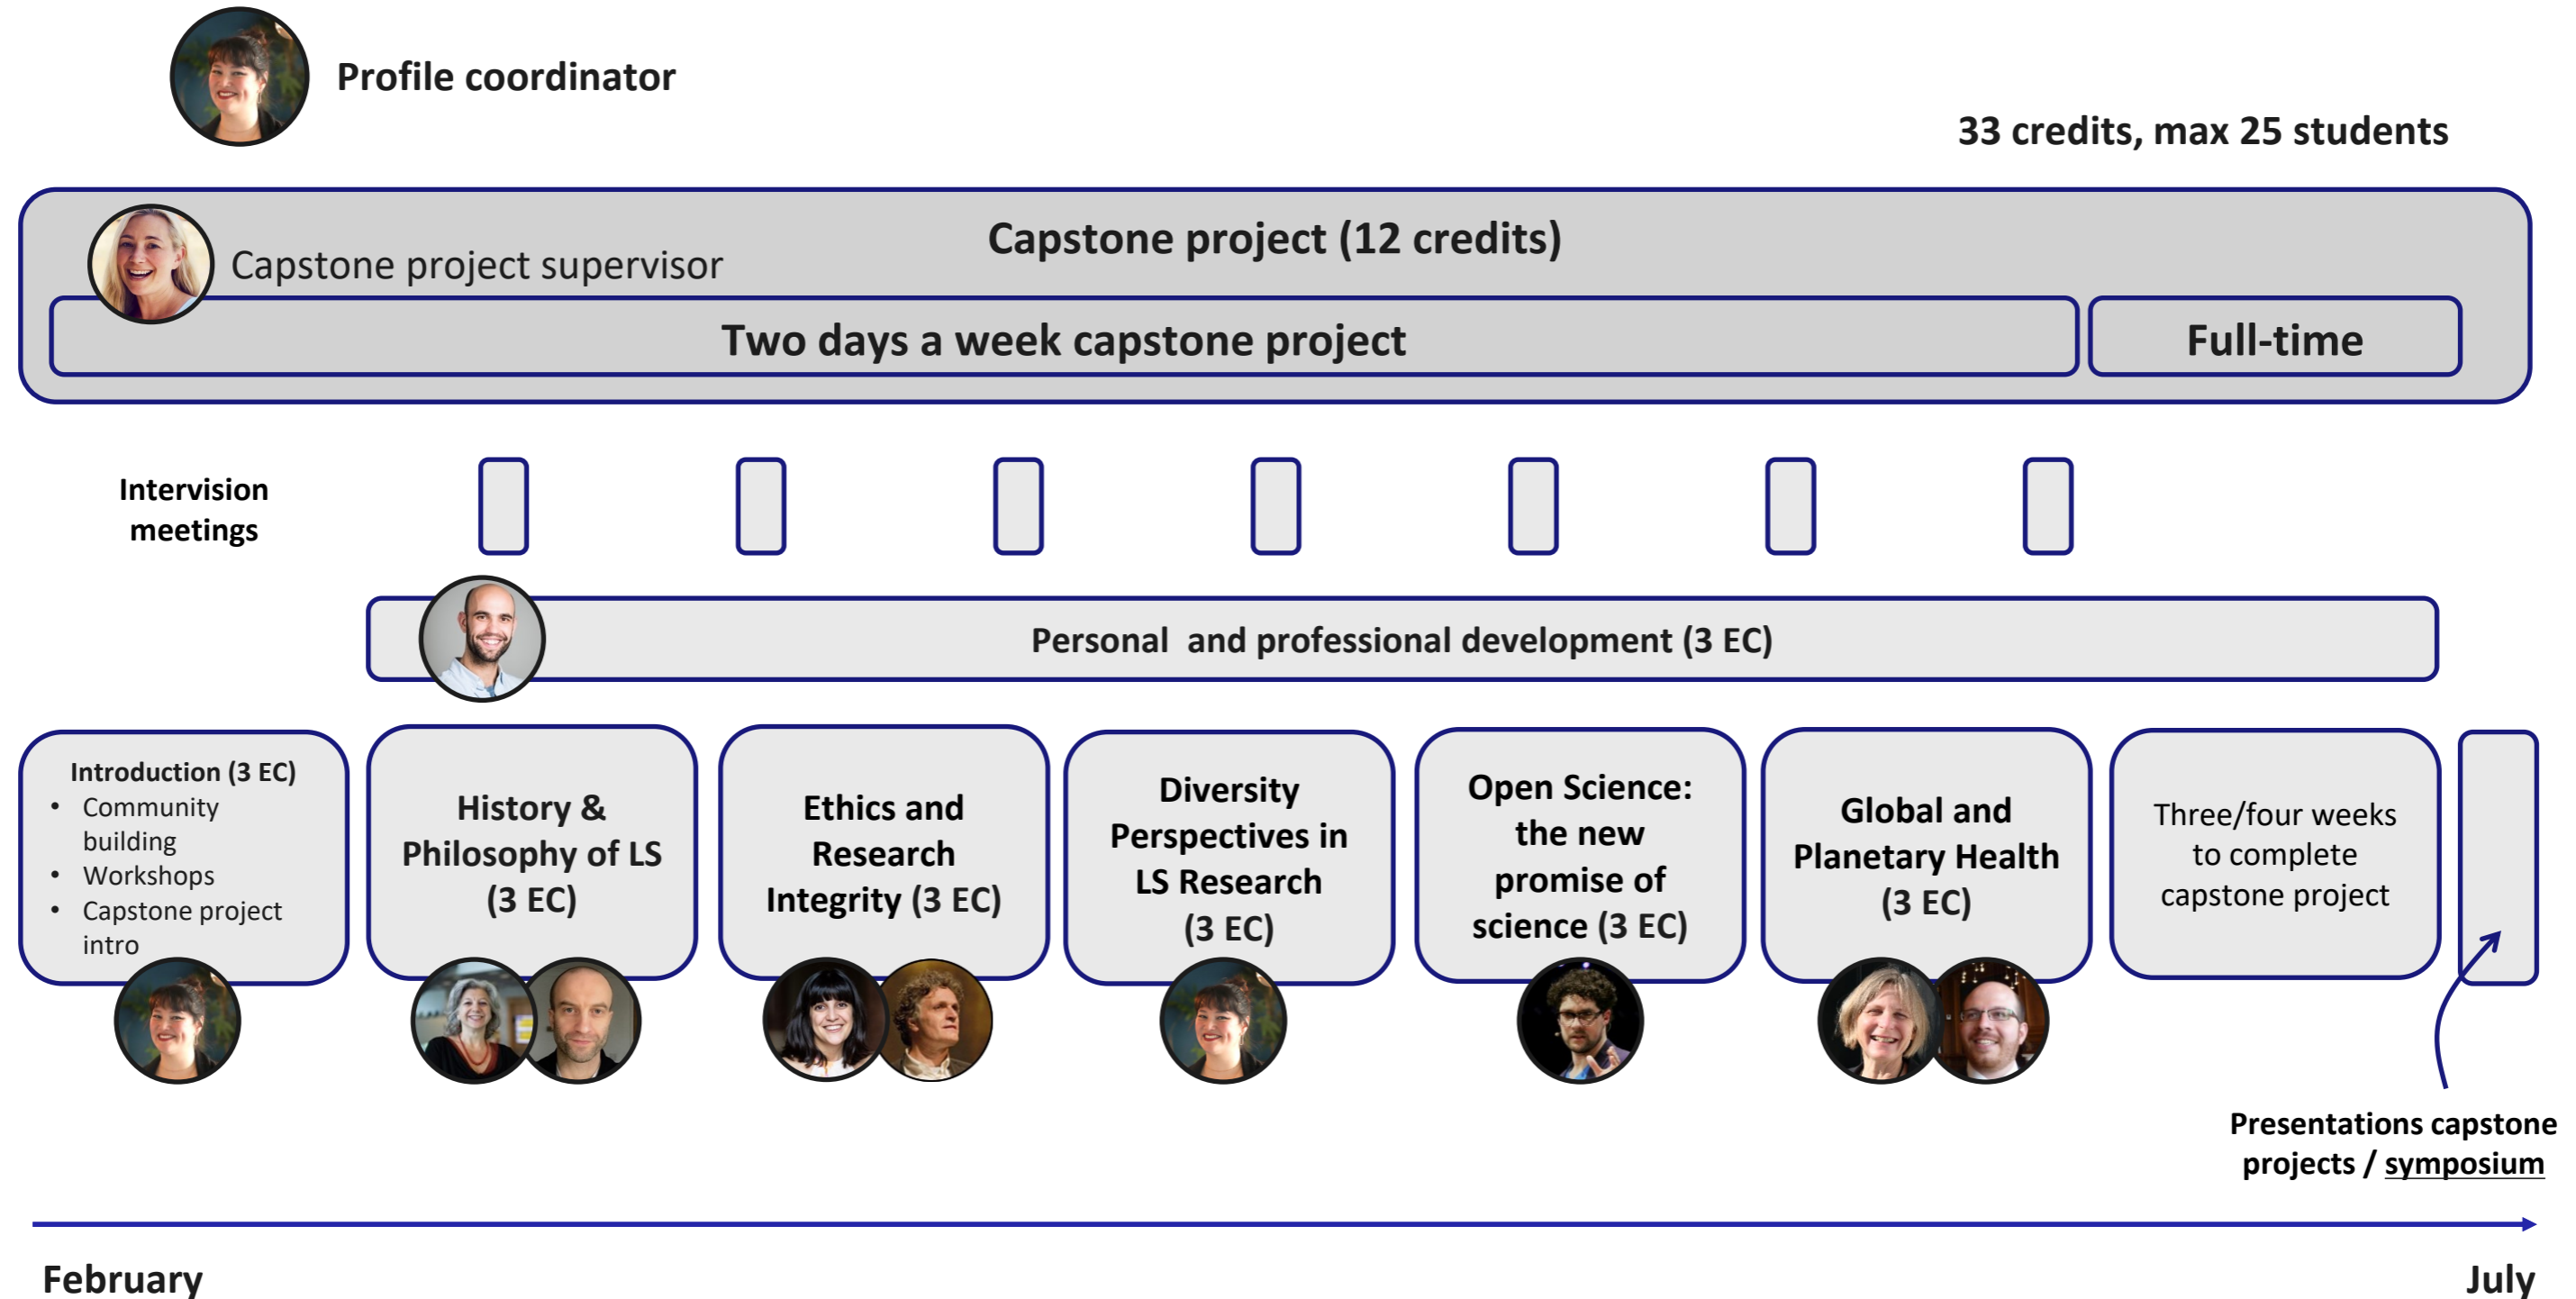 Profile coordinator
33 credits, max 25 students
Capstone project (12 credits)
Capstone project supervisor
Two days a week capstone project
Full-time
Intervision
meetings
Personal  and professional development (3 EC)
Introduction (3 EC)
• Community
building
• Workshops
• Capstone project
intro
History &
Philosophy of LS
(3 EC)
Ethics and
Research
Integrity (3 EC)
Diversity
Perspectives in
LS Research
(3 EC)
Open Science:
the new
promise of
science (3 EC)
Global and
Planetary Health
(3 EC)
Three/four weeks
to complete
capstone project
Presentations capstone
projects / symposium
February
July